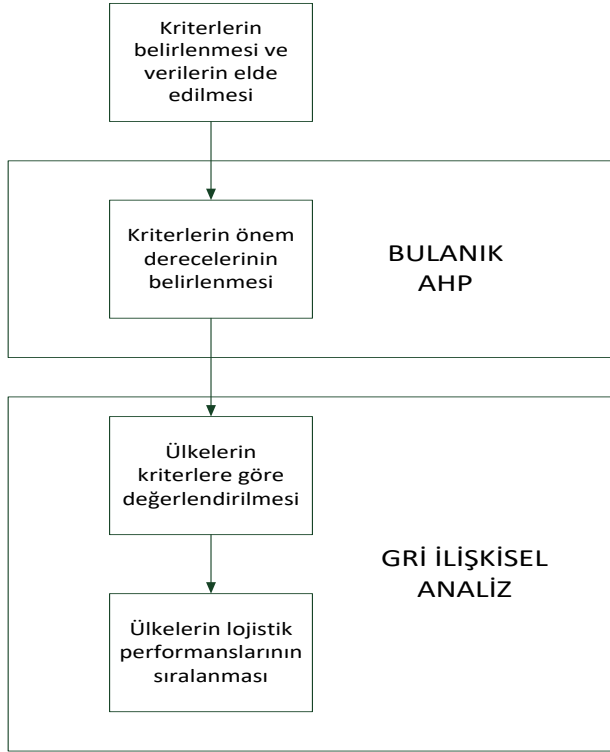 Kriterlerin
belirlenmesi ve
verilerin elde
edilmesi
Kriterlerin önem
derecelerinin
belirlenmesi
BULANIK
AHP
Ülkelerin
kriterlere göre
değerlendirilmesi
GRİ İLİŞKİSEL
ANALİZ
Ülkelerin lojistik
performanslarının
sıralanması